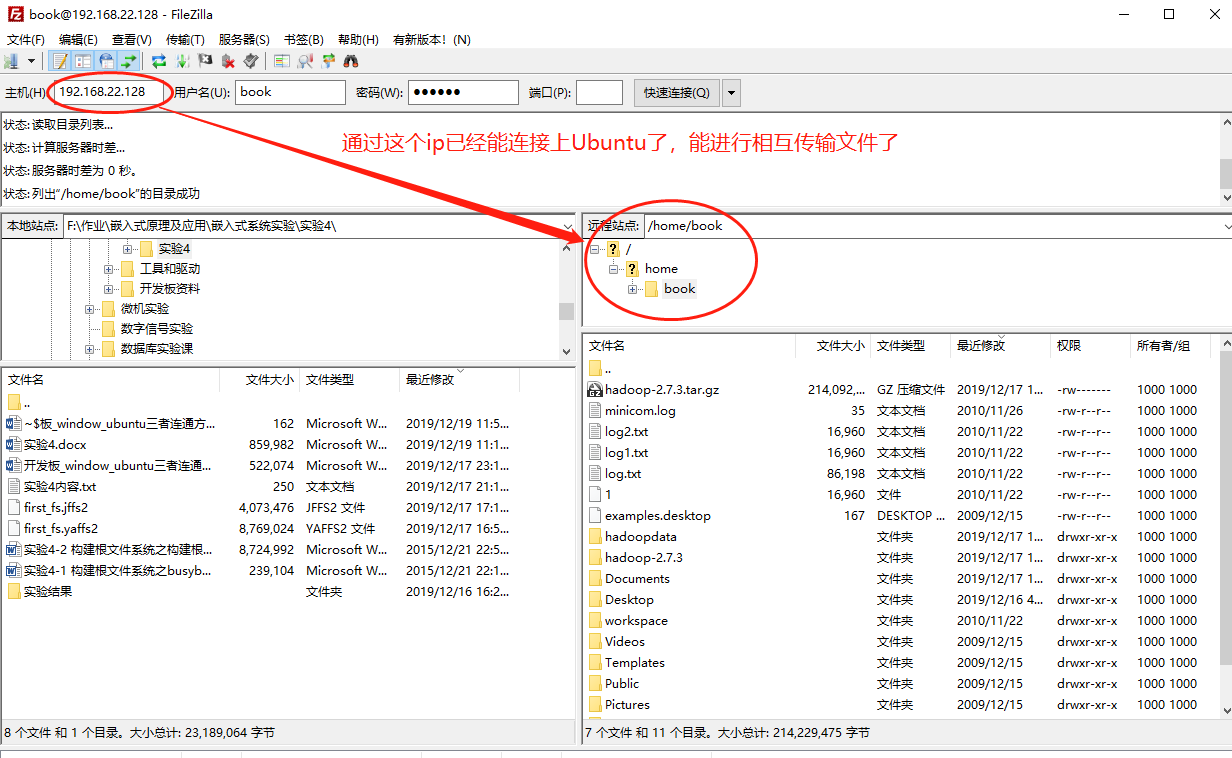 book@192.168.22.128 - FileZilla
文件(F) 编辑(E) 查看(V) 传输(T) 服务器(S) 书签(B) 帮助(H) 有新版本! (N)
主机(H) 192.168.22.128 用户名(U): book 密码(W): ●●●●●● 端口(P): 快速连接(Q)
状态: 读取目录列表...
状态: 计算服务器时差...
状态: 服务器时差为 0 秒。
状态: 列出“/home/book”的目录成功
通过这个ip已经能连接上Ubuntu了，能进行相互传输文件了
本地站点: F:\作业\嵌入式原理及应用\嵌入式系统实验\实验4\
实验4
工具和驱动
开发板资料
微机实验
数字信号实验
数据库实验课
文件名 文件大小 文件类型 最近修改
..
~$板_window_ubuntu三者连通方... 162 Microsoft W... 2019/12/19 11:5...
实验4.docx 859,982 Microsoft W... 2019/12/19 11:1...
开发板_window_ubuntu三者连通... 522,074 Microsoft W... 2019/12/17 23:1...
实验4内容.txt 250 文本文档 2019/12/17 21:1...
first_fs.jffs2 4,073,476 JFFS2 文件 2019/12/17 17:1...
first_fs.yaffs2 8,769,024 YAFFS2 文件 2019/12/17 16:5...
实验4-2 构建根文件系统之构建根... 8,724,992 Microsoft W... 2015/12/21 22:5...
实验4-1 构建根文件系统之busyb... 239,104 Microsoft W... 2015/12/21 22:1...
实验结果 文件夹 2019/12/16 16:2...
8 个文件 和 1 个目录。大小总计: 23,189,064 字节
远程站点: /home/book
/
home
book
文件名 文件大小 文件类型 最近修改 权限 所有者/组
..
hadoop-2.7.3.tar.gz 214,092,... GZ 压缩文件 2019/12/17 1... -rw------- 1000 1000
minicom.log 35 文本文档 2010/11/26 -rw-r--r-- 1000 1000
log2.txt 16,960 文本文档 2010/11/22 -rw-r--r-- 1000 1000
log1.txt 16,960 文本文档 2010/11/22 -rw-r--r-- 1000 1000
log.txt 86,198 文本文档 2010/11/22 -rw-r--r-- 1000 1000
1 16,960 文件 2010/11/22 -rw-r--r-- 1000 1000
examples.desktop 167 DESKTOP ... 2009/12/15 -rw-r--r-- 1000 1000
hadoopdata 文件夹 2019/12/17 1... drwxr-xr-x 1000 1000
hadoop-2.7.3 文件夹 2019/12/17 1... drwxr-xr-x 1000 1000
Documents 文件夹 2019/12/17 1... drwxr-xr-x 1000 1000
Desktop 文件夹 2019/12/16 4... drwxr-xr-x 1000 1000
workspace 文件夹 2010/11/22 drwxr-xr-x 1000 1000
Videos 文件夹 2009/12/15 drwxr-xr-x 1000 1000
Templates 文件夹 2009/12/15 drwxr-xr-x 1000 1000
Public 文件夹 2009/12/15 drwxr-xr-x 1000 1000
Pictures 文件夹 2009/12/15 drwxr-xr-x 1000 1000
7 个文件 和 11 个目录。大小总计: 214,229,475 字节